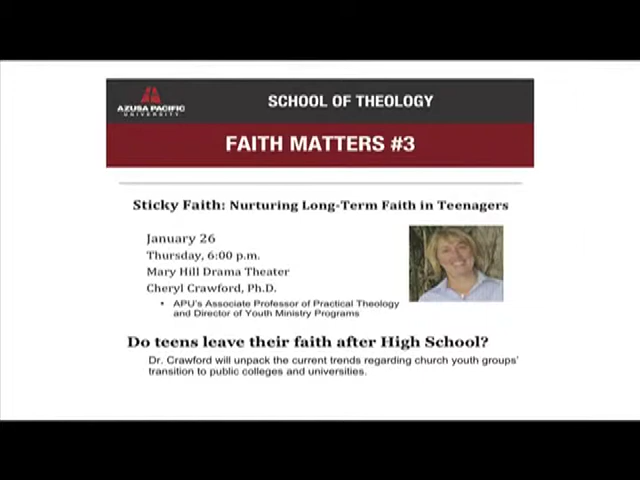 AZUSA PACIFIC
UNIVERSITY
SCHOOL OF THEOLOGY
FAITH MATTERS #3
Sticky Faith: Nurturing Long-Term Faith in Teenagers
January 26
Thursday, 6:00 p.m.
Mary Hill Drama Theater
Cheryl Crawford, Ph.D.
• APU's Associate Professor of Practical Theology
and Director of Youth Ministry Programs
Do teens leave their faith after High School?
Dr. Crawford will unpack the current trends regarding church youth groups'
transition to public colleges and universities.